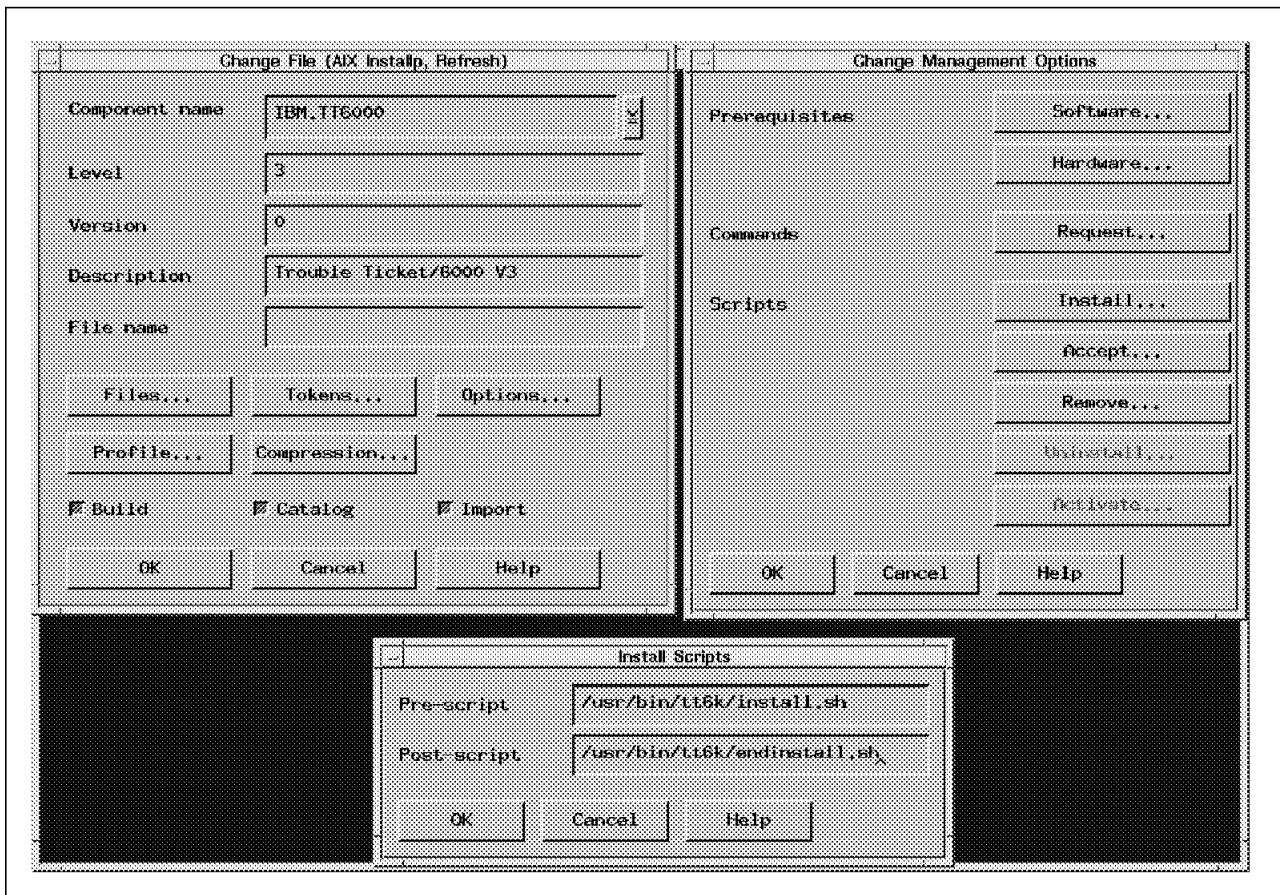 Change File (AIX Installp, Refresh)
Component name IBM.TT6000
Level 3
Version 0
Description Trouble Ticket/6000 V3
File name
Files... Tokens... Options...
Profile... Compression...
Build Catalog Import
OK Cancel Help
Change Management Options
Prerequisites Software...
Hardware...
Commands Request...
Scripts Install...
Accept...
Remove...
Uninstall...
Activate...
OK Cancel Help
Install Scripts
Pre-script /usr/bin/tt6k/install.sh
Post-script /usr/bin/tt6k/endinstall.sh
OK Cancel Help